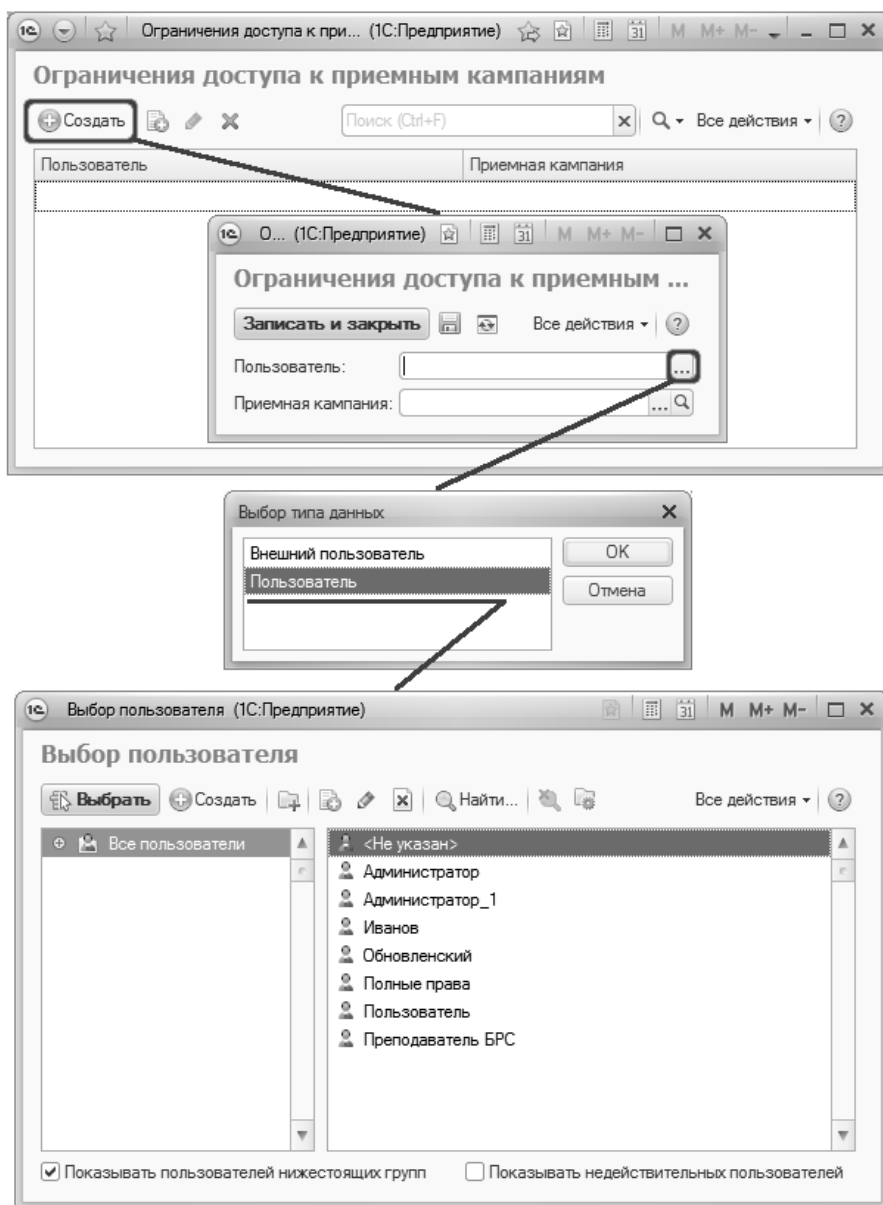 Ограничения доступа к при... (1С:Предприятие) 31 M M+ M-
Ограничения доступа к приемным кампаниям
Создать Поиск (Ctrl+F) Все действия ?
Пользователь Приемная кампания
О... (1С:Предприятие) 31 M M+ M-
Ограничения доступа к приемным ...
Записать и закрыть Все действия ?
Пользователь: ...
Приемная кампания: ...
Выбор типа данных
Внешний пользователь OK
Пользователь Отмена
Выбор пользователя (1С:Предприятие) 31 M M+ M-
Выбор пользователя
Выбрать Создать Найти... Все действия ?
Все пользователи <Не указан>
Администратор
Администратор_1
Иванов
Обновленский
Полные права
Пользователь
Преподаватель БРС
Показывать пользователей нижестоящих групп Показывать недействительных пользователей